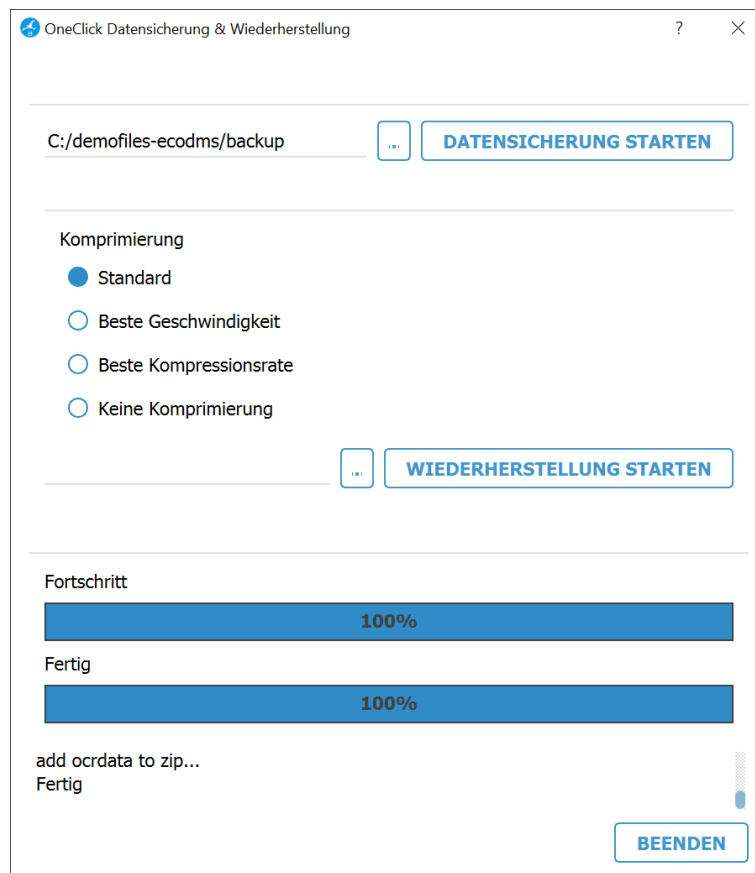 OneClick Datensicherung & Wiederherstellung ?
C:/demofiles-ecodms/backup ... DATENSICHERUNG STARTEN
Komprimierung
Standard
Beste Geschwindigkeit
Beste Kompressionsrate
Keine Komprimierung
... WIEDERHERSTELLUNG STARTEN
Fortschritt
100%
Fertig
100%
add ocrdata to zip...
Fertig
BEENDEN